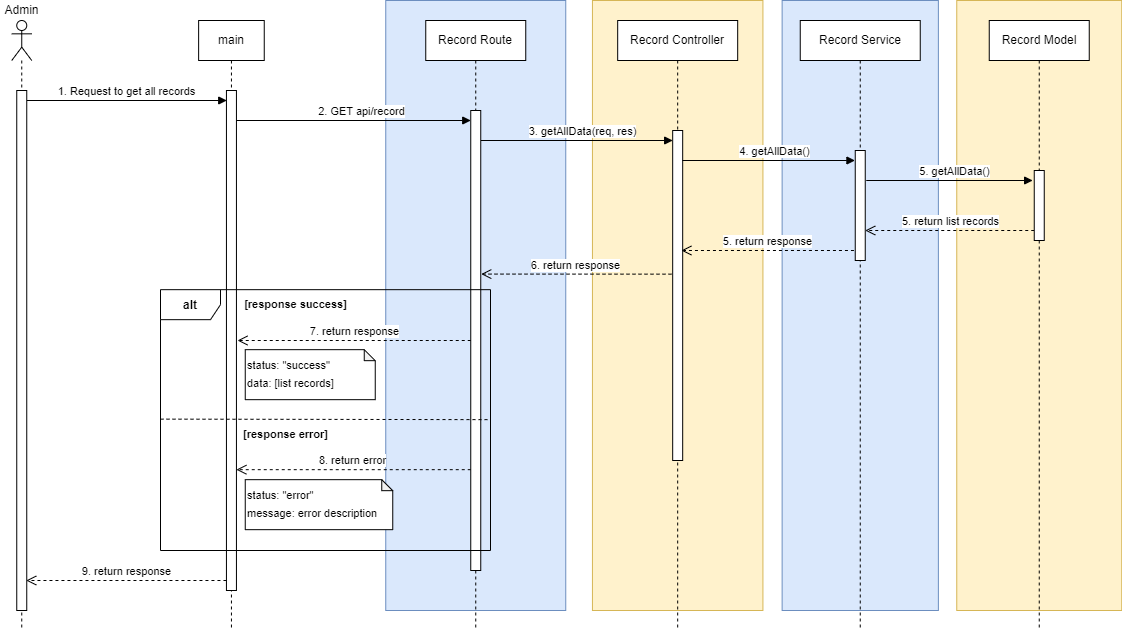 Admin
main
Record Route
Record Controller
Record Service
Record Model
1. Request to get all records
2. GET api/record
3. getAllData(req, res)
4. getAllData()
5. getAllData()
5. return list records
5. return response
6. return response
alt
[response success]
7. return response
status: "success"
data: [list records]
[response error]
8. return error
status: "error"
message: error description
9. return response